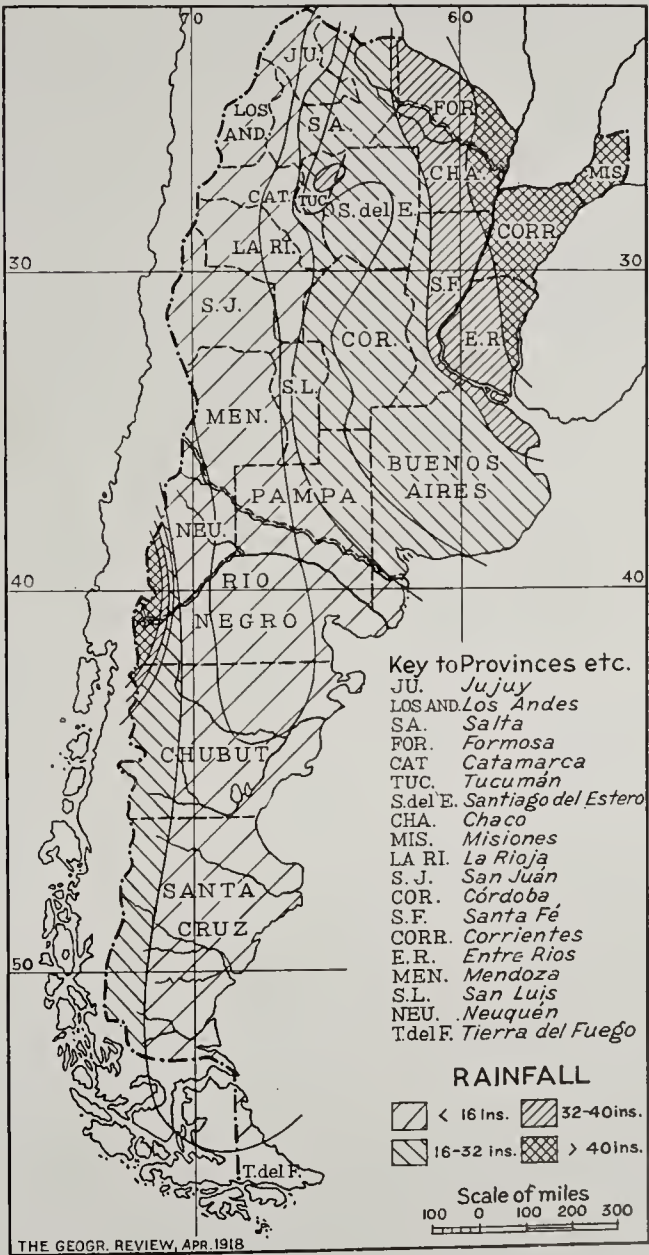 70
60
JU.
LOS
AND.
S A.
FOR
CHA.
MIS.
CAT.
TUC
S. del E.
CORR.
LA RI.
30
S.F.
30
S.J.
COR.
E.R
S.L.
MEN.
BUENOS
AIRES
PAMPA
NEU.
40
RIO
40
NEGRO
CHUBUT
SANTA
CRUZ
50
T.del F.
Key to Provinces etc.
JU. Jujuy
LOS AND. Los Andes
SA. Salta
FOR. Formosa
CAT Catamarca
TUC. Tucumán
S.del E. Santiago del Estero
CHA. Chaco
MIS. Misiones
LA RI. La Rioja
S. J. San Juán
COR. Córdoba
S.F. Santa Fé
CORR. Corrientes
E.R. Entre Rios
MEN. Mendoza
S.L. San Luis
NEU. Neuquén
T.del F. Tierra del Fuego
RAINFALL
< 16 Ins. 32-40 ins.
16-32 ins. > 40 ins.
Scale of miles
100 0 100 200 300
THE GEOGR. REVIEW, APR. 1918